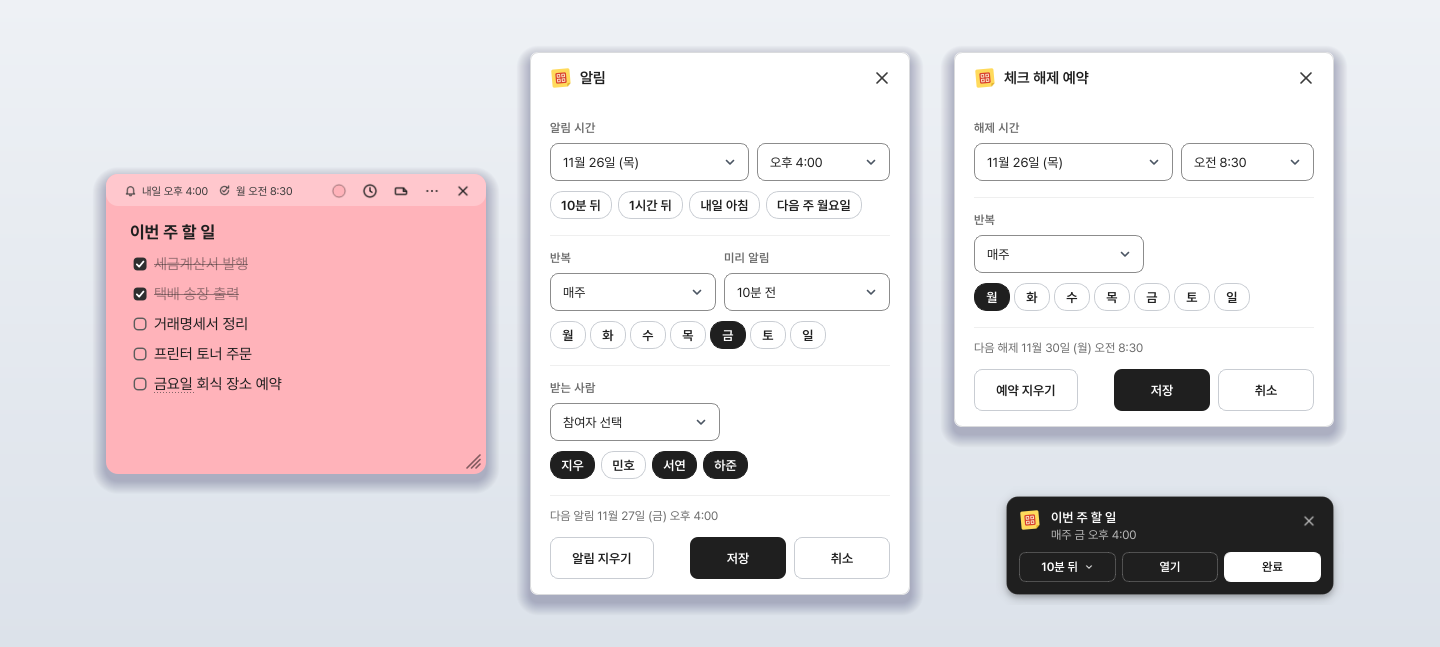 내일 오후 4:00 월 오전 8:30
이번 주 할 일
세금계산서 발행
택배 송장 출력
거래명세서 정리
프린터 토너 주문
금요일 회식 장소 예약
알림
알림 시간
11월 26일 (목) 오후 4:00
10분 뒤 1시간 뒤 내일 아침 다음 주 월요일
반복 미리 알림
매주 10분 전
월 화 수 목 금 토 일
받는 사람
참여자 선택
지우 민호 서연 하준
다음 알림 11월 27일 (금) 오후 4:00
알림 지우기 저장 취소
체크 해제 예약
해제 시간
11월 26일 (목) 오전 8:30
반복
매주
월 화 수 목 금 토 일
다음 해제 11월 30일 (월) 오전 8:30
예약 지우기 저장 취소
이번 주 할 일
매주 금 오후 4:00
10분 뒤 열기 완료